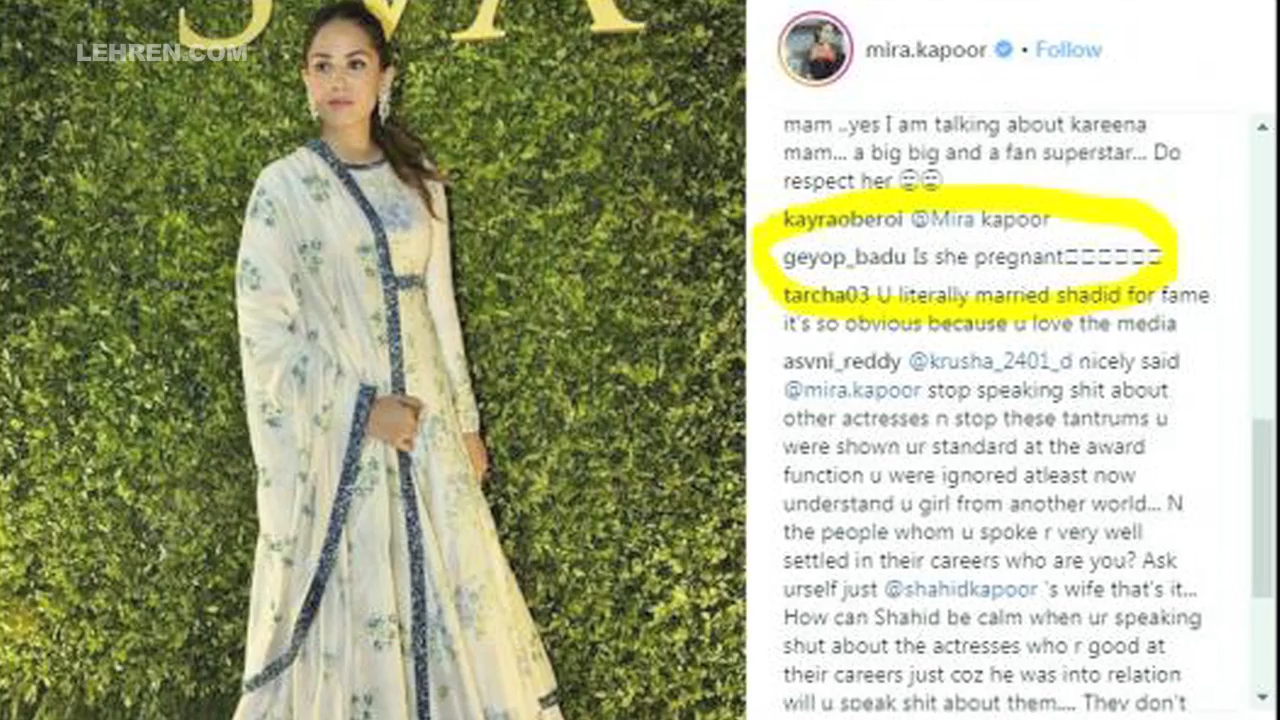 SVA
LEHREN.COM
mira.kapoor • Follow
mam ..yes I am talking about kareena
mam... a big big and a fan superstar... Do
respect her
kayraoberoi @Mira kapoor
geyop_badu Is she pregnant
tarcha03 U literally married shadid for fame
it's so obvious because u love the media
asvni_reddy @krusha_2401_d nicely said
@mira.kapoor stop speaking shit about
other actresses n stop these tantrums u
were shown ur standard at the award
function u were ignored atleast now
understand u girl from another world... N
the people whom u spoke r very well
settled in their careers who are you? Ask
urself just @shahidkapoor 's wife that's it...
How can Shahid be calm when ur speaking
shut about the actresses who r good at
their careers just coz he was into relation
will u speak shit about them.... They don't